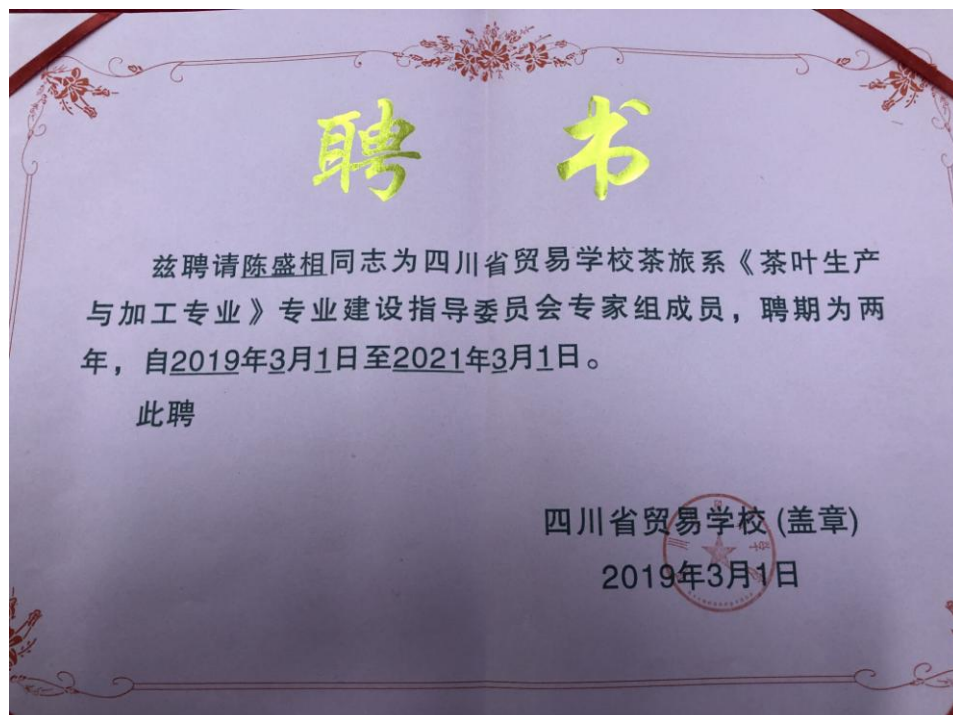 聘 书
兹聘请陈盛相同志为四川省贸易学校茶旅系《茶叶生产
与加工专业》专业建设指导委员会专家组成员，聘期为两
年，自2019年3月1日至2021年3月1日。
此聘
四川省贸易学校 (盖章)
2019年3月1日